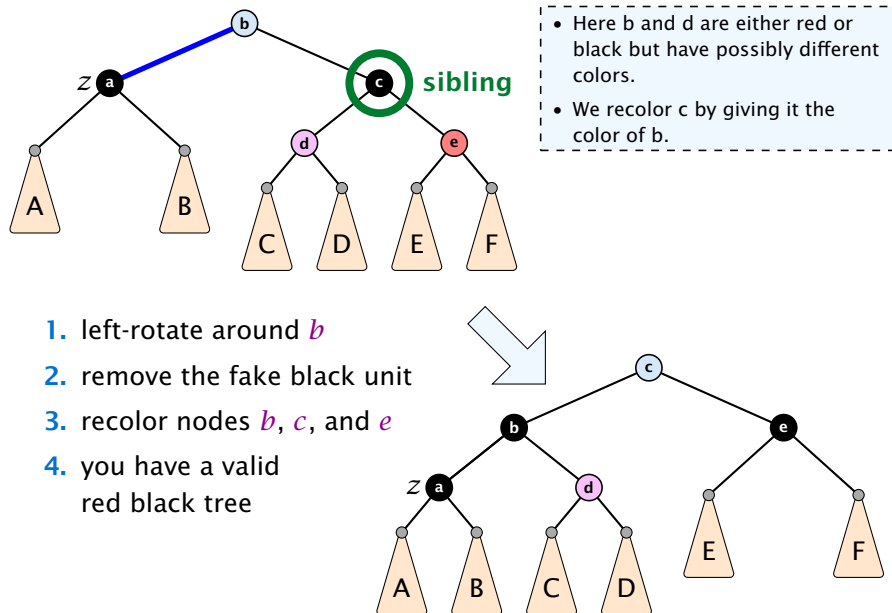 b
z a
c sibling
d
e
A
B
C
D
E
F
• Here b and d are either red or
black but have possibly different
colors.
• We recolor c by giving it the
color of b.
1. left-rotate around b
2. remove the fake black unit
3. recolor nodes b, c, and e
4. you have a valid
red black tree
c
b
e
z a
d
A
B
C
D
E
F